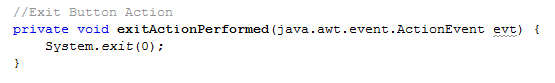 //Exit Button Action
private void exitActionPerformed(java.awt.event.ActionEvent evt) {
    System.exit(0);
}